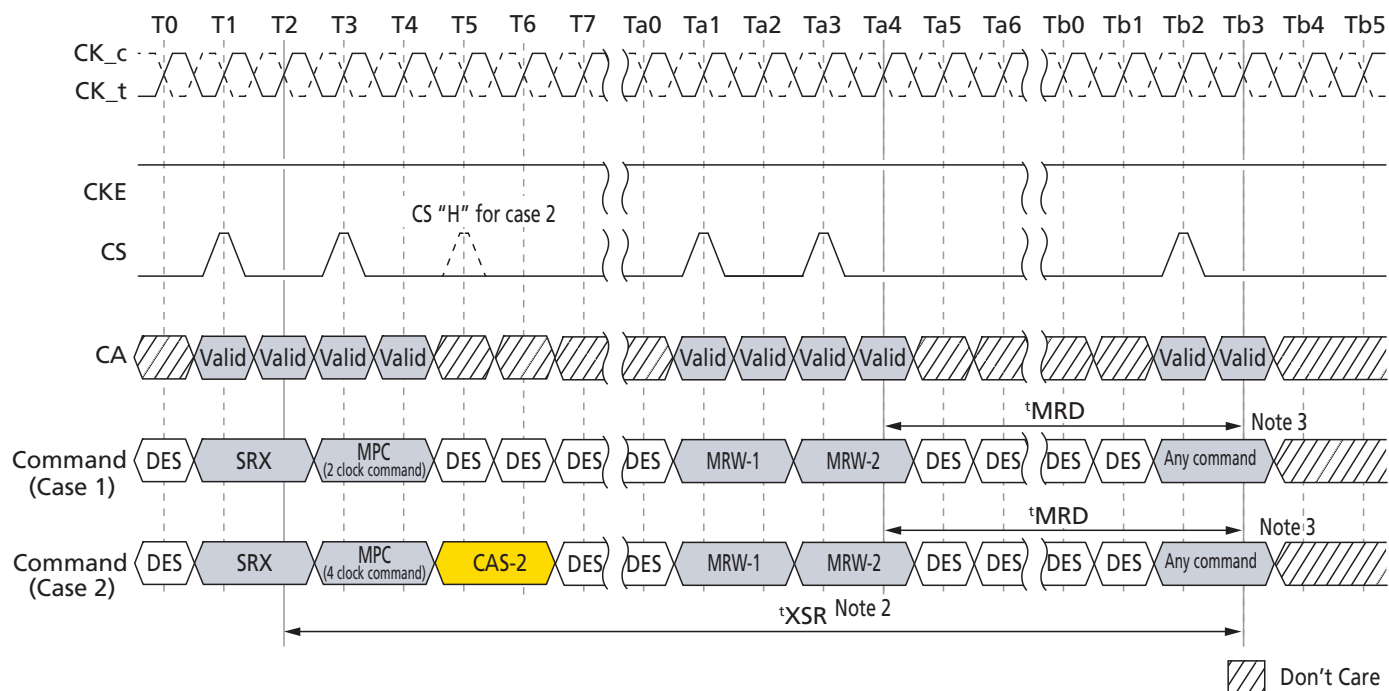 T0 T1 T2 T3 T4 T5 T6 T7 Ta0 Ta1 Ta2 Ta3 Ta4 Ta5 Ta6 Tb0 Tb1 Tb2 Tb3 Tb4 Tb5
CK_c
CK_t
CKE
CS "H" for case 2
CS
CA Valid Valid Valid Valid Valid Valid Valid Valid Valid Valid
tMRD Note 3
Command (Case 1) DES SRX MPC (2 clock command) DES DES DES DES MRW-1 MRW-2 DES DES DES DES Any command
tMRD Note 3
Command (Case 2) DES SRX MPC (4 clock command) CAS-2 DES DES MRW-1 MRW-2 DES DES DES DES Any command
tXSR Note 2
Don't Care